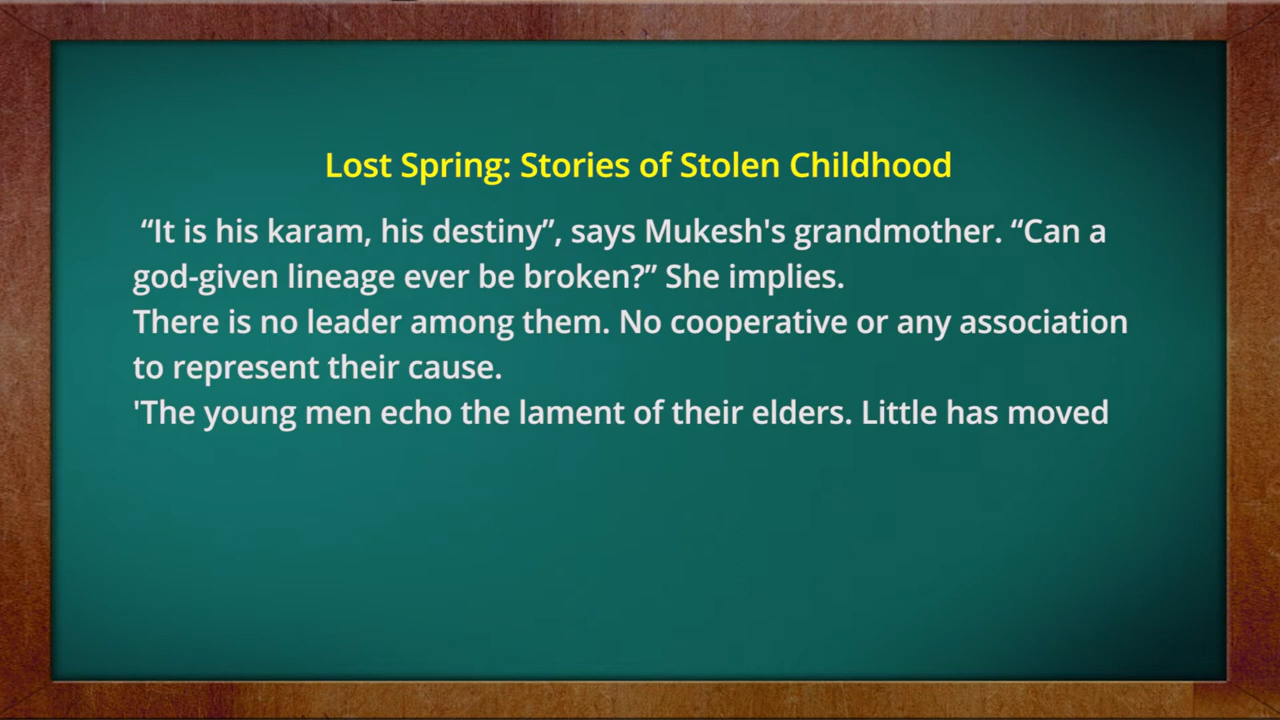 Lost Spring: Stories of Stolen Childhood
“It is his karam, his destiny”, says Mukesh's grandmother. “Can a
god-given lineage ever be broken?” She implies.
There is no leader among them. No cooperative or any association
to represent their cause.
'The young men echo the lament of their elders. Little has moved